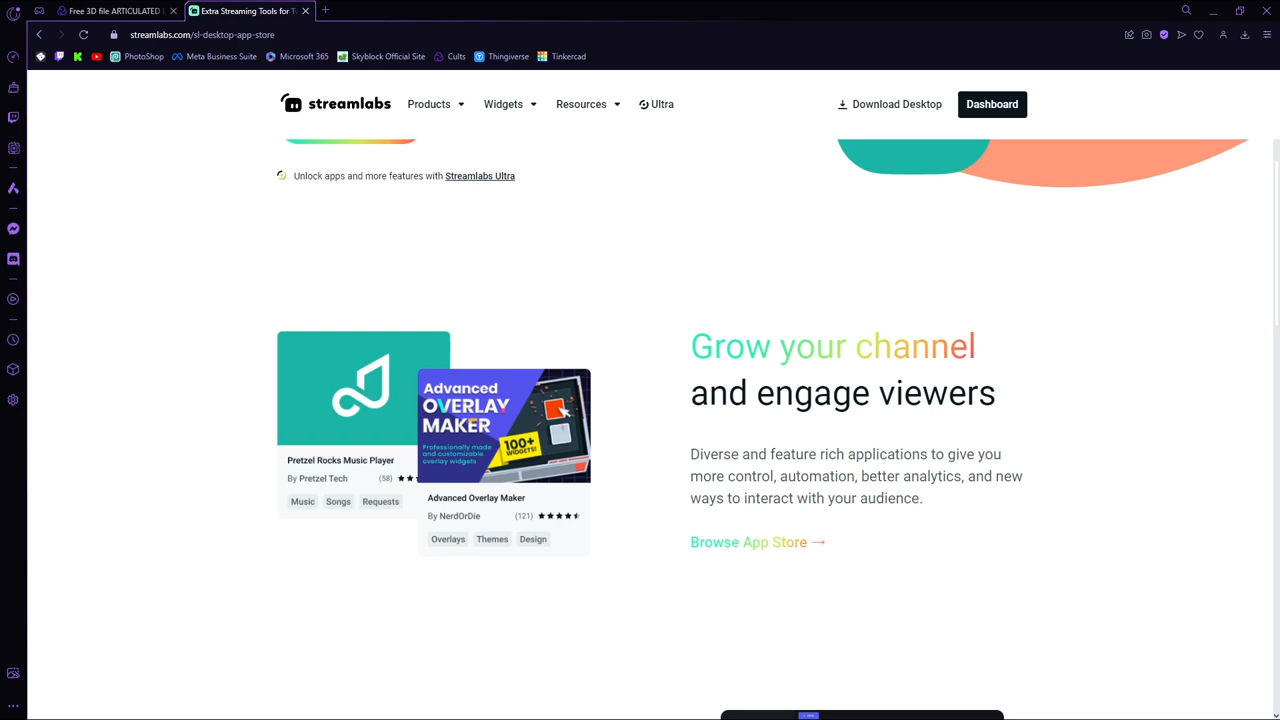 Free 3D file ARTICULATED
Extra Streaming Tools for T
streamlabs.com/sl-desktop-app-store
PhotoShop
Meta Business Suite
Microsoft 365
Skyblock Official Site
Cults
Thingiverse
Tinkercad
streamlabs
Products
Widgets
Resources
Ultra
Download Desktop
Dashboard
Unlock apps and more features with Streamlabs Ultra
Pretzel Rocks Music Player
By Pretzel Tech (58)
Music Songs Requests
Advanced
OVERLAY
MAKER
Professionally made
and customizable
overlay widgets
100+
WIDGETS!
Advanced Overlay Maker
By NerdOrDie (121)
Overlays Themes Design
Grow your channel
and engage viewers
Diverse and feature rich applications to give you
more control, automation, better analytics, and new
ways to interact with your audience.
Browse App Store →